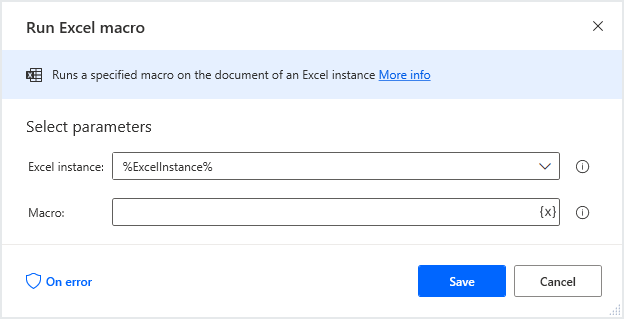 Run Excel macro
Runs a specified macro on the document of an Excel instance More info
Select parameters
Excel instance: %ExcelInstance%
Macro: {x}
On error Save Cancel